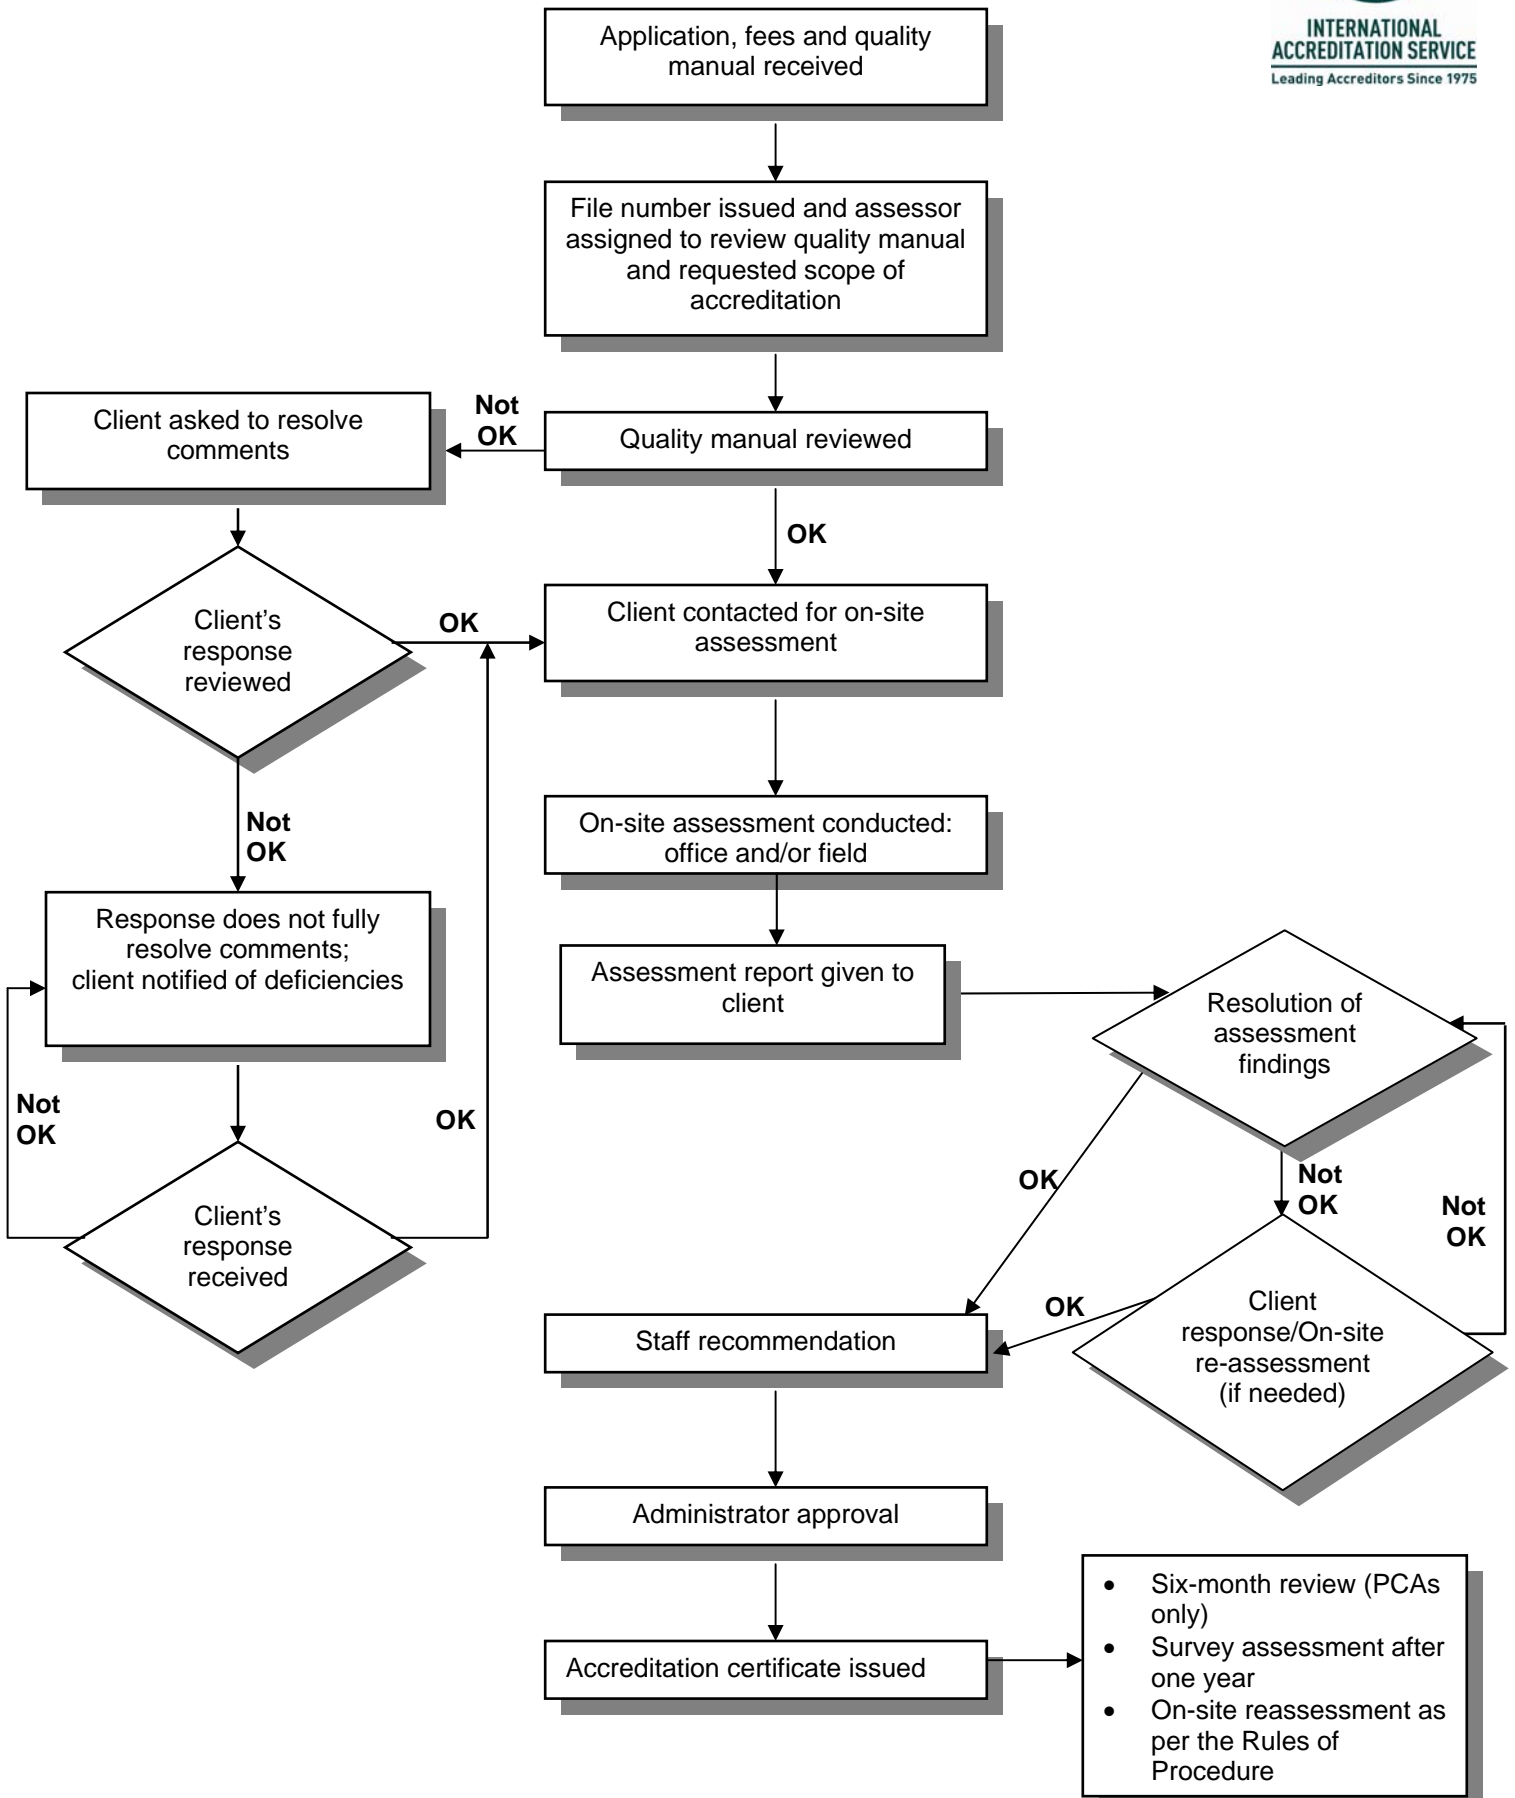 INTERNATIONAL
ACCREDITATION SERVICE
Leading Accreditors Since 1975
Application, fees and quality
manual received
File number issued and assessor
assigned to review quality manual
and requested scope of
accreditation
Client asked to resolve
comments
Not
OK
Quality manual reviewed
OK
Client's
response
reviewed
OK
Client contacted for on-site
assessment
Not
OK
On-site assessment conducted:
office and/or field
Response does not fully
resolve comments;
client notified of deficiencies
Assessment report given to
client
Resolution of
assessment
findings
Not
OK
OK
Client's
response
received
OK
Not
OK
Not
OK
OK
Client
response/On-site
re-assessment
(if needed)
Staff recommendation
Administrator approval
Accreditation certificate issued
• Six-month review (PCAs
only)
• Survey assessment after
one year
• On-site reassessment as
per the Rules of
Procedure